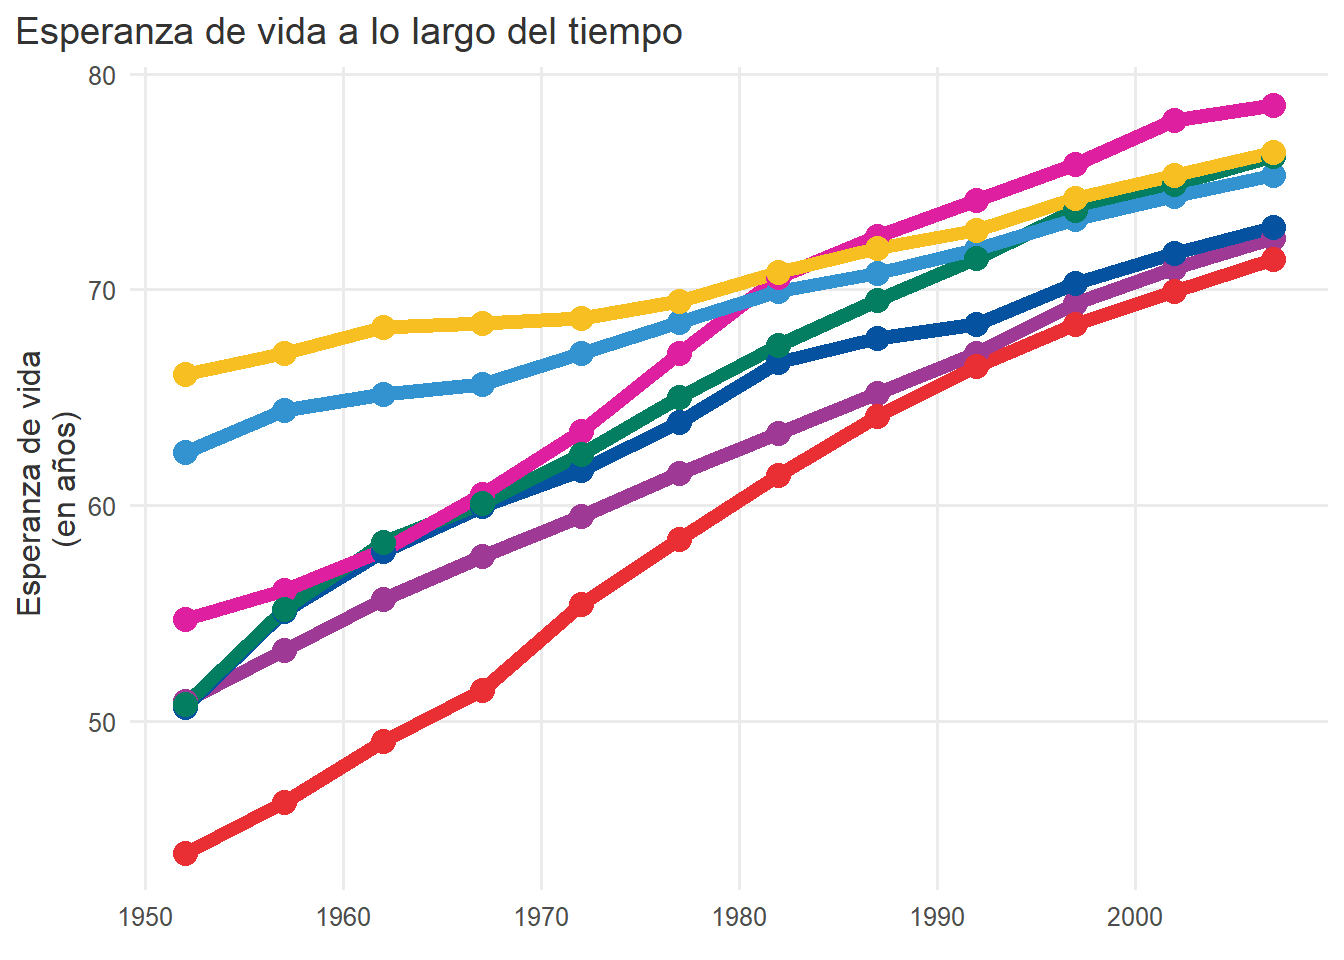 Esperanza de vida a lo largo del tiempo
80
70
60
50
Esperanza de vida
(en años)
1950 1960 1970 1980 1990 2000